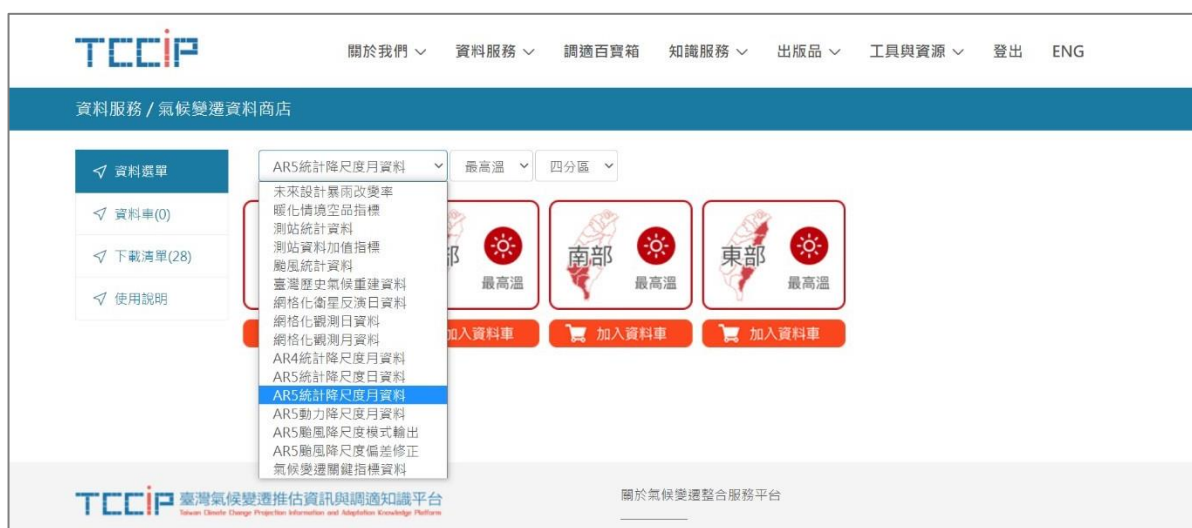 TCCIP
關於我們 資料服務 調適百寶箱 知識服務 出版品 工具與資源 登出 ENG
資料服務 / 氣候變遷資料商店
資料選單
資料車(0)
下載清單(28)
使用說明
AR5統計降尺度月資料 最高溫 四分區
未來設計暴雨改變率
暖化情境空品指標
測站統計資料
測站資料加值指標
颱風統計資料
臺灣歷史氣候重建資料
網格化衛星反演日資料
網格化觀測日資料
網格化觀測月資料
AR4統計降尺度月資料
AR5統計降尺度日資料
AR5統計降尺度月資料
AR5動力降尺度月資料
AR5颱風降尺度模式輸出
AR5颱風降尺度偏差修正
氣候變遷關鍵指標資料
部 最高溫
南部 最高溫
東部 最高溫
加入資料車
加入資料車
加入資料車
TCCIP 臺灣氣候變遷推估資訊與調適知識平台
Taiwan Climate Change Projection Information and Adaptation Knowledge Platform
關於氣候變遷整合服務平台